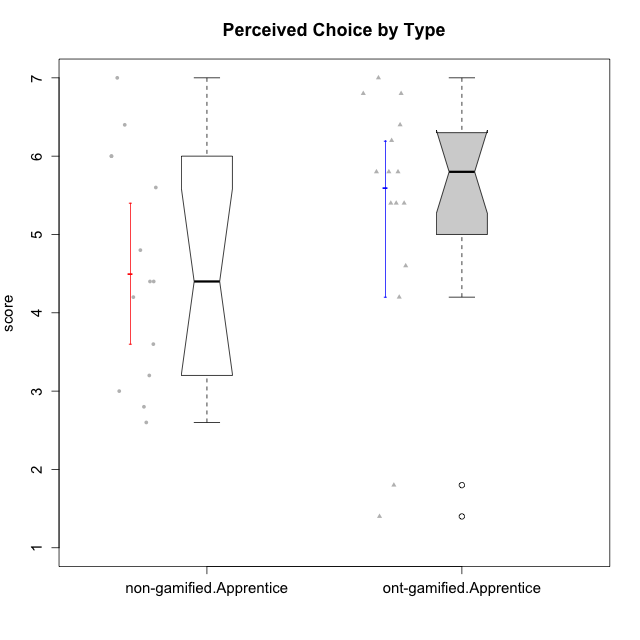 Perceived Choice by Type
7
6
5
4
3
2
1
score
non-gamified.Apprentice
ont-gamified.Apprentice